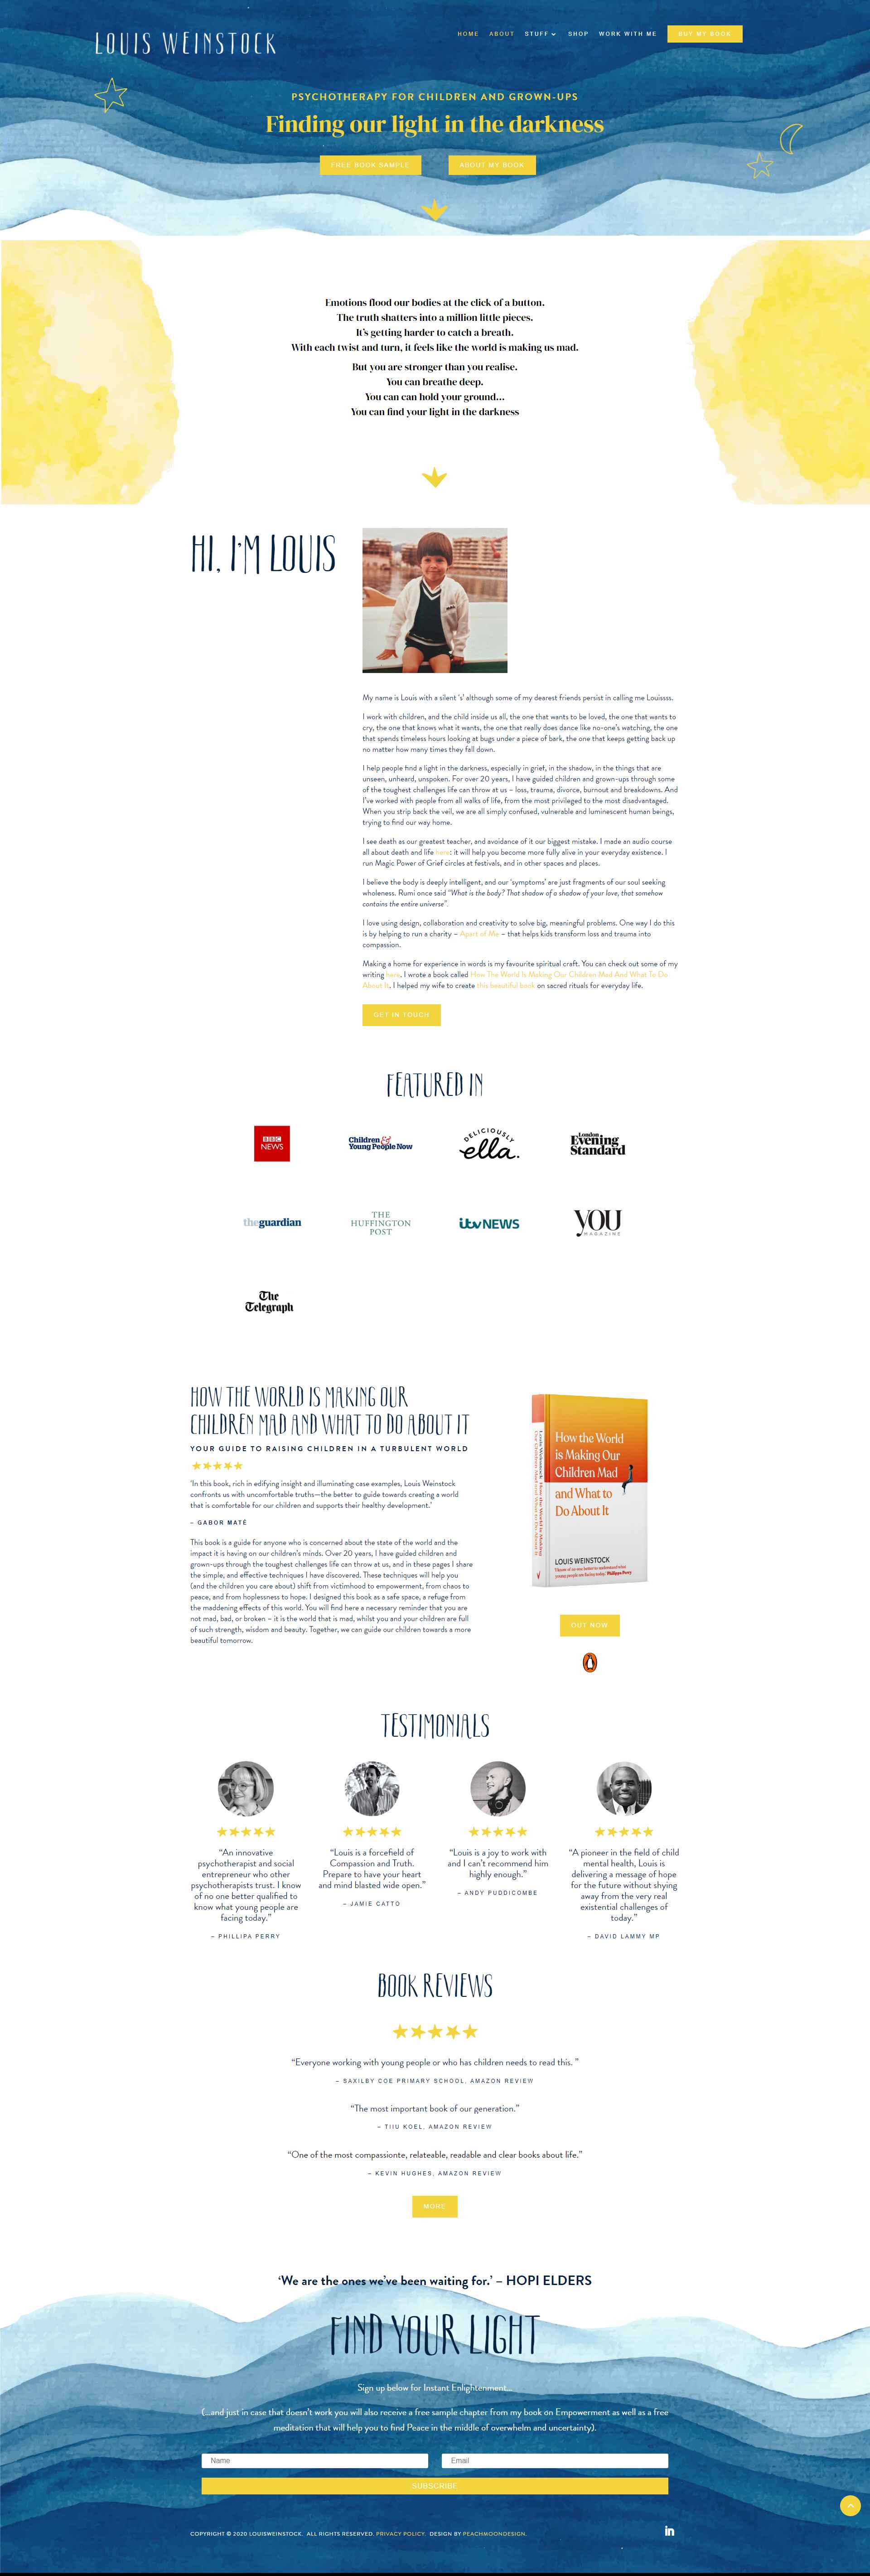 LOUIS WEINSTOCK
HOME ABOUT STUFF SHOP WORK WITH ME BUY MY BOOK
PSYCHOTHERAPY FOR CHILDREN AND GROWN-UPS
Finding our light in the darkness
FREE BOOK SAMPLE ABOUT MY BOOK
Emotions flood our bodies at the click of a button.
The truth shatters into a million little pieces.
It's getting harder to catch a breath.
With each twist and turn, it feels like the world is making us mad.
But you are stronger than you realise.
You can breathe deep.
You can can hold your ground...
You can find your light in the darkness
HI, I'M LOUIS
My name is Louis with a silent 's' although some of my dearest friends persist in calling me Louissss.
I work with children, and the child inside us all, the one that wants to be loved, the one that wants to
cry, the one that knows what it wants, the one that really does dance like no-one's watching, the one
that spends timeless hours looking at bugs under a piece of bark, the one that keeps getting back up
no matter how many times they fall down.
I help people find a light in the darkness, especially in grief, in the shadow, in the things that are
unseen, unheard, unspoken. For over 20 years, I have guided children and grown-ups through some
of the toughest challenges life can throw at us – loss, trauma, divorce, burnout and breakdowns. And
I've worked with people from all walks of life, from the most privileged to the most disadvantaged.
When you strip back the veil, we are all simply confused, vulnerable and luminescent human beings,
trying to find our way home.
I see death as our greatest teacher, and avoidance of it our biggest mistake. I made an audio course
all about death and life here: it will help you become more fully alive in your everyday existence. I
run Magic Power of Grief circles at festivals, and in other spaces and places.
I believe the body is deeply intelligent, and our 'symptoms' are just fragments of our soul seeking
wholeness. Rumi once said "What is the body? That shadow of a shadow of your love, that somehow
contains the entire universe".
I love using design, collaboration and creativity to solve big, meaningful problems. One way I do this
is by helping to run a charity – Apart of Me – that helps kids transform loss and trauma into
compassion.
Making a home for experience in words is my favourite spiritual craft. You can check out some of my
writing here. I wrote a book called How The World Is Making Our Children Mad And What To Do
About It. I helped my wife to create this beautiful book on sacred rituals for everyday life.
GET IN TOUCH
FEATURED IN
BBC NEWS
Children & Young People Now
DELICIOUSLY ella.
London Evening Standard
theguardian
THE HUFFINGTON POST
itv NEWS
YOU MAGAZINE
The Telegraph
HOW THE WORLD IS MAKING OUR
CHILDREN MAD AND WHAT TO DO ABOUT IT
YOUR GUIDE TO RAISING CHILDREN IN A TURBULENT WORLD
'In this book, rich in edifying insight and illuminating case examples, Louis Weinstock
confronts us with uncomfortable truths—the better to guide towards creating a world
that is comfortable for our children and supports their healthy development.'
– GABOR MATÉ
This book is a guide for anyone who is concerned about the state of the world and the
impact it is having on our children's minds. Over 20 years, I have guided children and
grown-ups through the toughest challenges life can throw at us, and in these pages I share
the simple, and effective techniques I have discovered. These techniques will help you
(and the children you care about) shift from victimhood to empowerment, from chaos to
peace, and from hoplessness to hope. I designed this book as a safe space, a refuge from
the maddening effects of this world. You will find here a necessary reminder that you are
not mad, bad, or broken – it is the world that is mad, whilst you and your children are full
of such strength, wisdom and beauty. Together, we can guide our children towards a more
beautiful tomorrow.
Louis Weinstock How the World is Making Our Children Mad and What to Do About It
How the World
is Making Our
Children Mad
and What to
Do About It
LOUIS WEINSTOCK
'I know of no one better to understand what
young people are facing today' Philippa Perry
OUT NOW
TESTIMONIALS
"An innovative
psychotherapist and social
entrepreneur who other
psychotherapists trust. I know
of no one better qualified to
know what young people are
facing today."
– PHILLIPA PERRY
"Louis is a forcefield of
Compassion and Truth.
Prepare to have your heart
and mind blasted wide open."
– JAMIE CATTO
"Louis is a joy to work with
and I can't recommend him
highly enough."
– ANDY PUDDICOMBE
"A pioneer in the field of child
mental health, Louis is
delivering a message of hope
for the future without shying
away from the very real
existential challenges of
today."
– DAVID LAMMY MP
BOOK REVIEWS
"Everyone working with young people or who has children needs to read this. "
– SAXILBY COE PRIMARY SCHOOL, AMAZON REVIEW
"The most important book of our generation."
– TIIU KOEL, AMAZON REVIEW
"One of the most compassionte, relateable, readable and clear books about life."
– KEVIN HUGHES, AMAZON REVIEW
MORE
'We are the ones we've been waiting for.' – HOPI ELDERS
FIND YOUR LIGHT
Sign up below for Instant Enlightenment...
(...and just in case that doesn't work you will also receive a free sample chapter from my book on Empowerment as well as a free
meditation that will help you to find Peace in the middle of overwhelm and uncertainty).
Name Email
SUBSCRIBE
COPYRIGHT © 2020 LOUISWEINSTOCK. ALL RIGHTS RESERVED. PRIVACY POLICY. DESIGN BY PEACHMOONDESIGN.
in